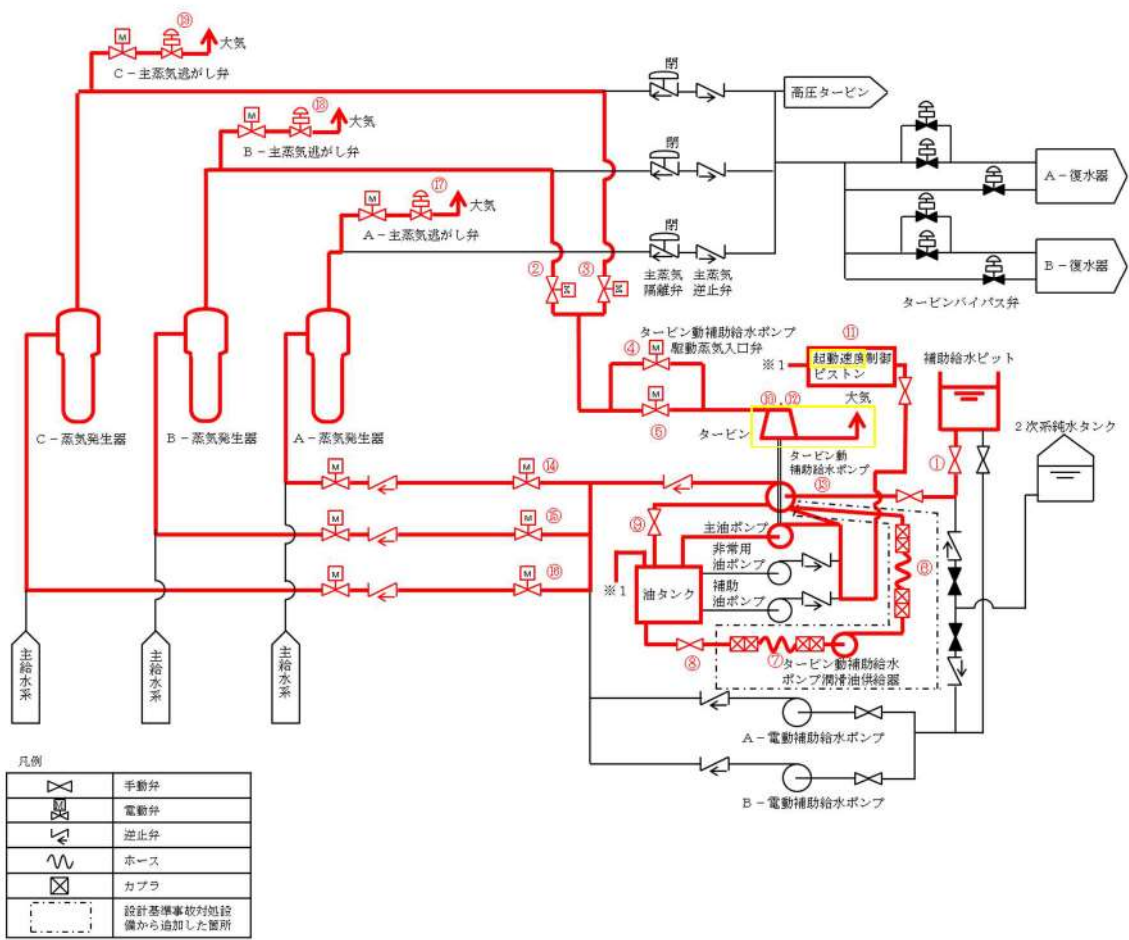 ⑲
M
大気
C-主蒸気逃がし弁
⑱
M
大気
B-主蒸気逃がし弁
⑰
M
大気
A-主蒸気逃がし弁
閉
閉
閉
高圧タービン
A-復水器
B-復水器
タービンバイパス弁
主蒸気
隔離弁
主蒸気
逆止弁
②
③
タービン動補助給水ポンプ
駆動蒸気入口弁
④
M
M
⑩,⑫
大気
タービン
⑪
※1
起動速度制御
ピストン
補助給水ピット
①
2次系純水タンク
C-蒸気発生器
B-蒸気発生器
A-蒸気発生器
タービン動
補助給水ポンプ
⑬
M
M
⑭
M
M
⑮
M
M
⑯
⑨
主油ポンプ
非常用
油ポンプ
補助
油ポンプ
※1
油タンク
⑧
⑦
タービン動補助給水
ポンプ潤滑油供給器
主給水系
主給水系
主給水系
A-電動補助給水ポンプ
B-電動補助給水ポンプ
凡例
手動弁
M
電動弁
逆止弁
ホース
カプラ
設計基準事故対処設
備から追加した箇所